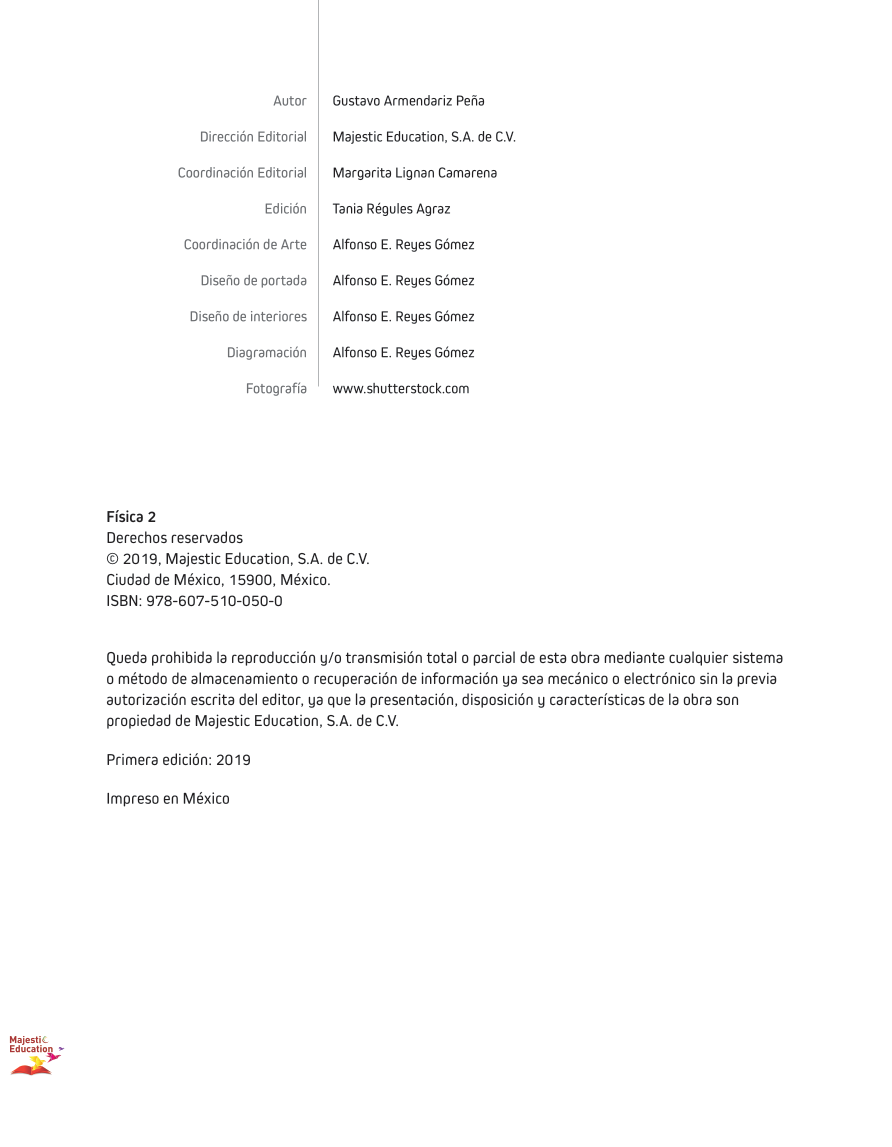 Autor Gustavo Armendariz Peña
Dirección Editorial Majestic Education, S.A. de C.V.
Coordinación Editorial Margarita Lignan Camarena
Edición Tania Régules Agraz
Coordinación de Arte Alfonso E. Reyes Gómez
Diseño de portada Alfonso E. Reyes Gómez
Diseño de interiores Alfonso E. Reyes Gómez
Diagramación Alfonso E. Reyes Gómez
Fotografía www.shutterstock.com
Física 2
Derechos reservados
© 2019, Majestic Education, S.A. de C.V.
Ciudad de México, 15900, México.
ISBN: 978-607-510-050-0
Queda prohibida la reproducción y/o transmisión total o parcial de esta obra mediante cualquier sistema
o método de almacenamiento o recuperación de información ya sea mecánico o electrónico sin la previa
autorización escrita del editor, ya que la presentación, disposición y características de la obra son
propiedad de Majestic Education, S.A. de C.V.
Primera edición: 2019
Impreso en México
Majestic
Education